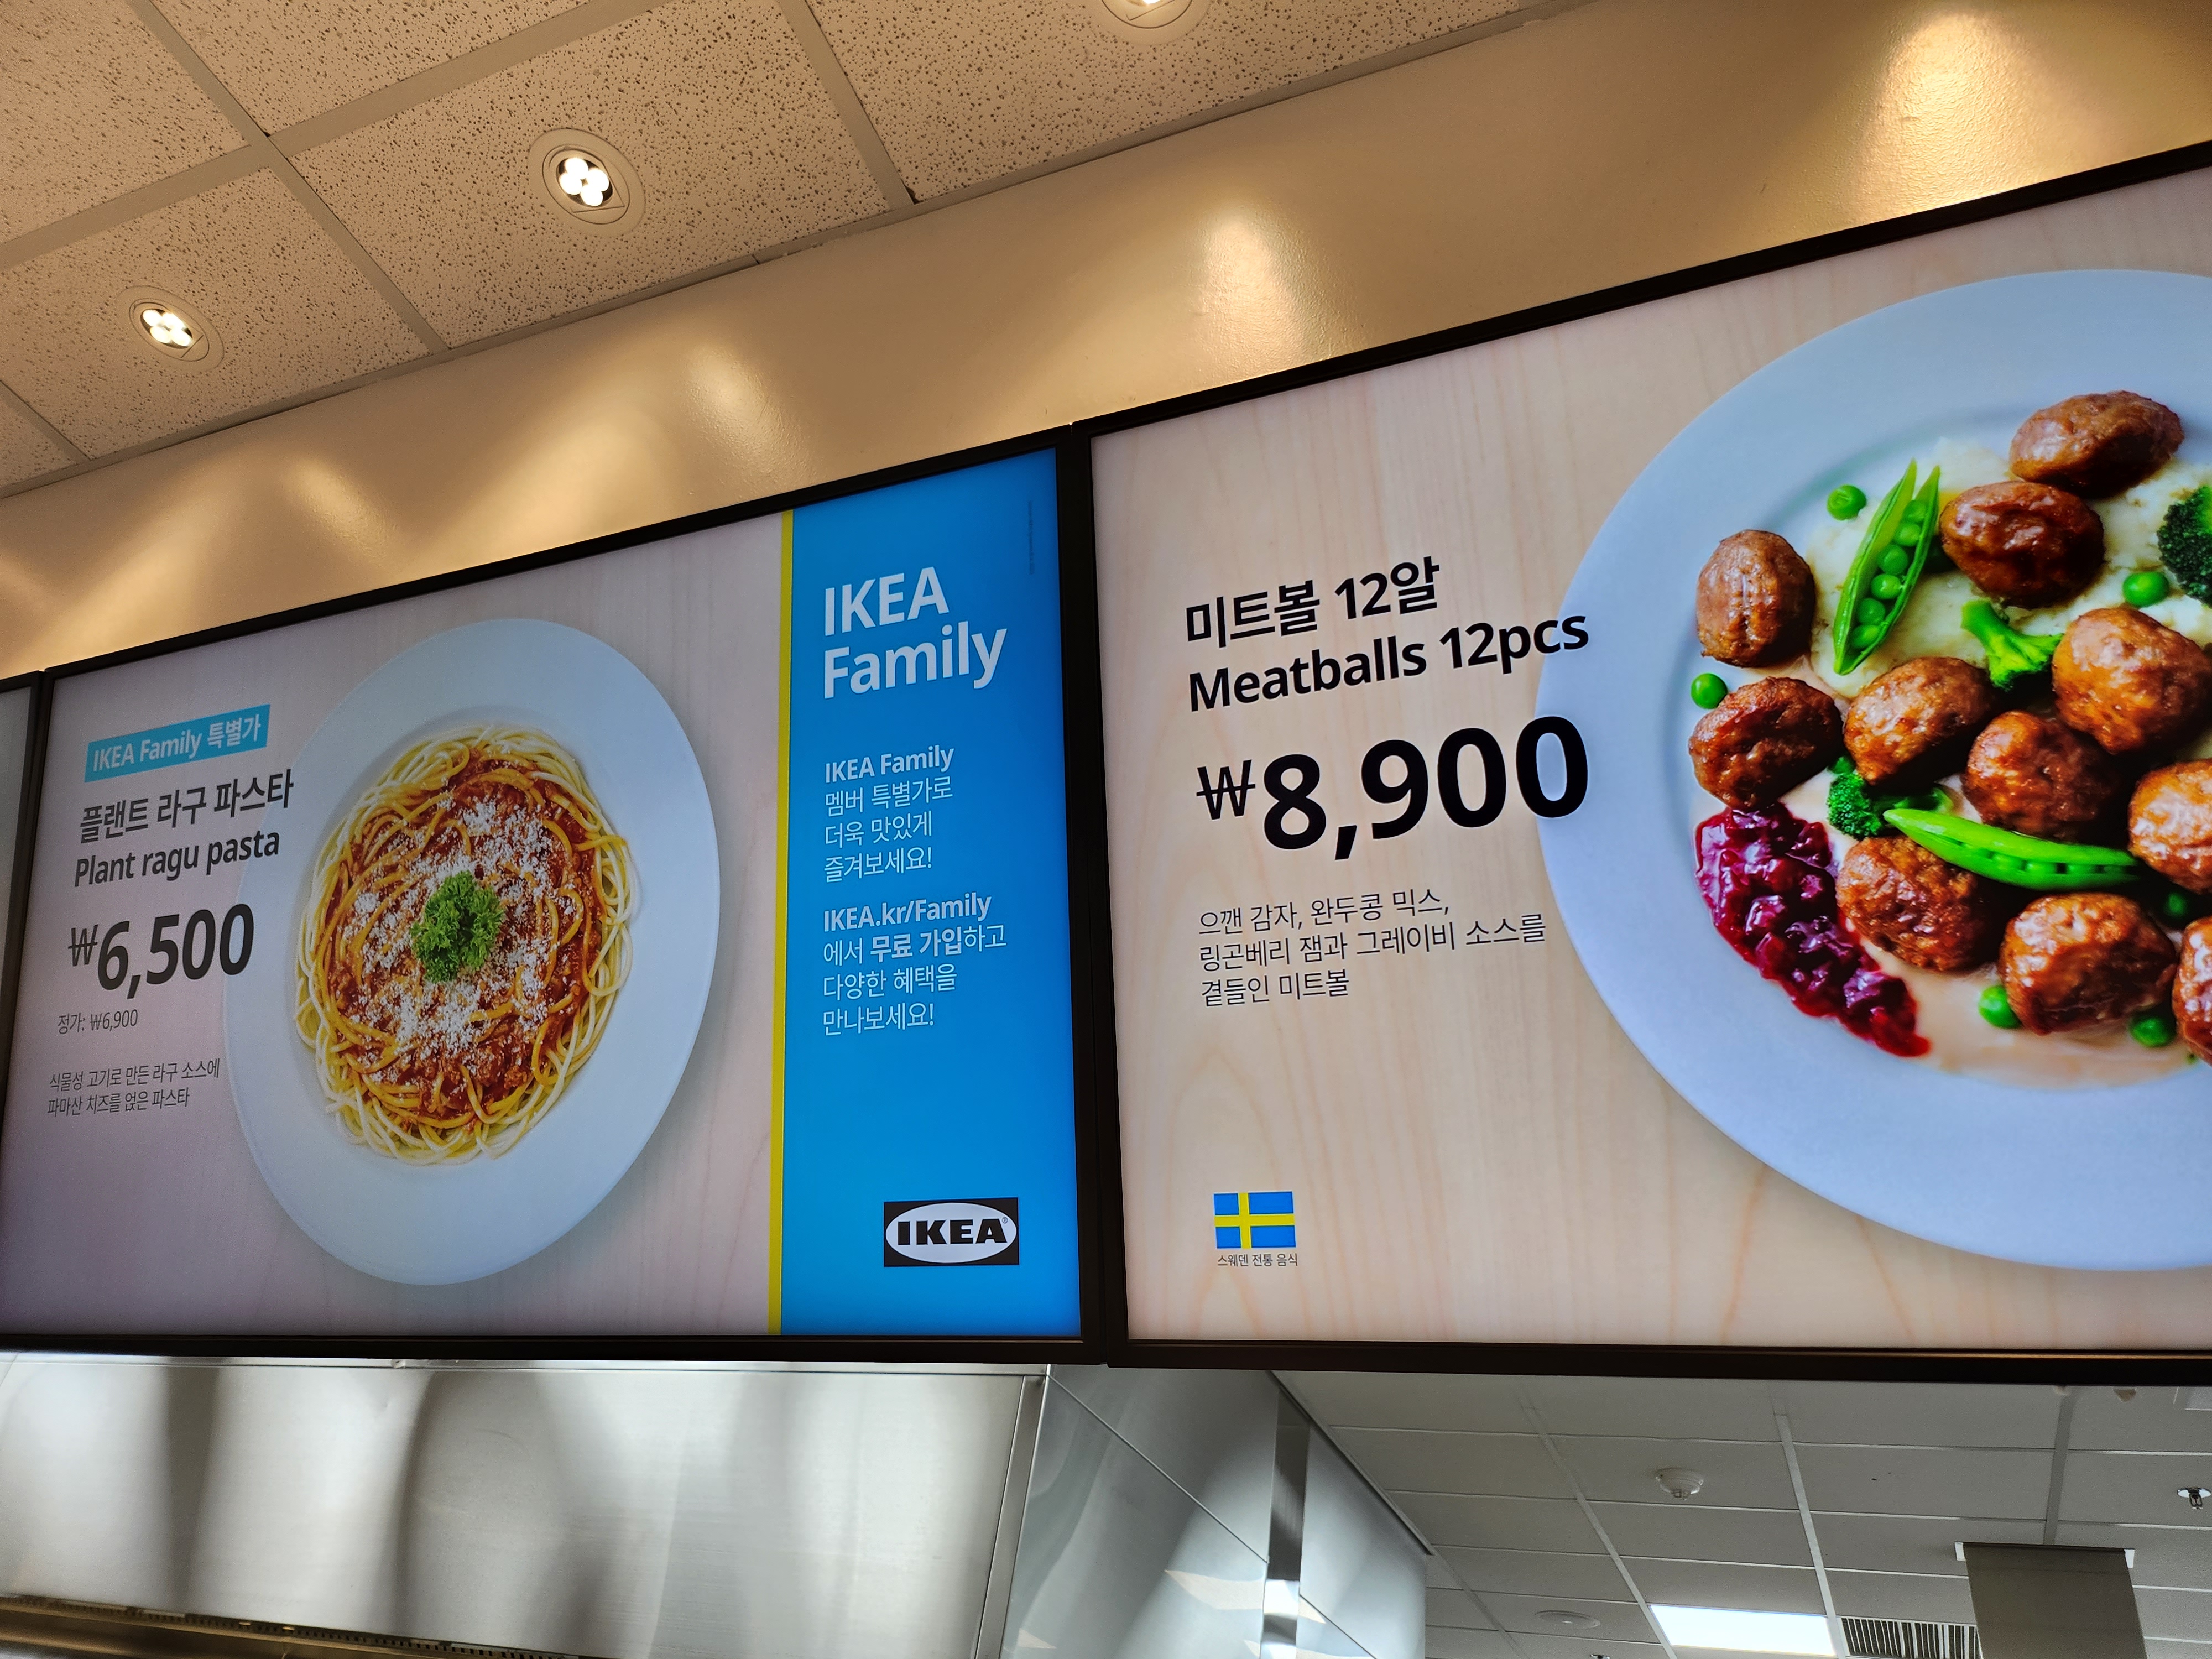 IKEA Family 특별가
플랜트 라구 파스타
Plant ragu pasta
₩6,500
정가: ₩6,900
식물성 고기로 만든 라구 소스에
파마산 치즈를 얹은 파스타
IKEA
Family
IKEA Family
멤버 특별가로
더욱 맛있게
즐겨보세요!
IKEA.kr/Family
에서 무료 가입하고
다양한 혜택을
만나보세요!
IKEA
미트볼 12알
Meatballs 12pcs
₩8,900
으깬 감자, 완두콩 믹스,
링곤베리 잼과 그레이비 소스를
곁들인 미트볼
스웨덴 전통 음식